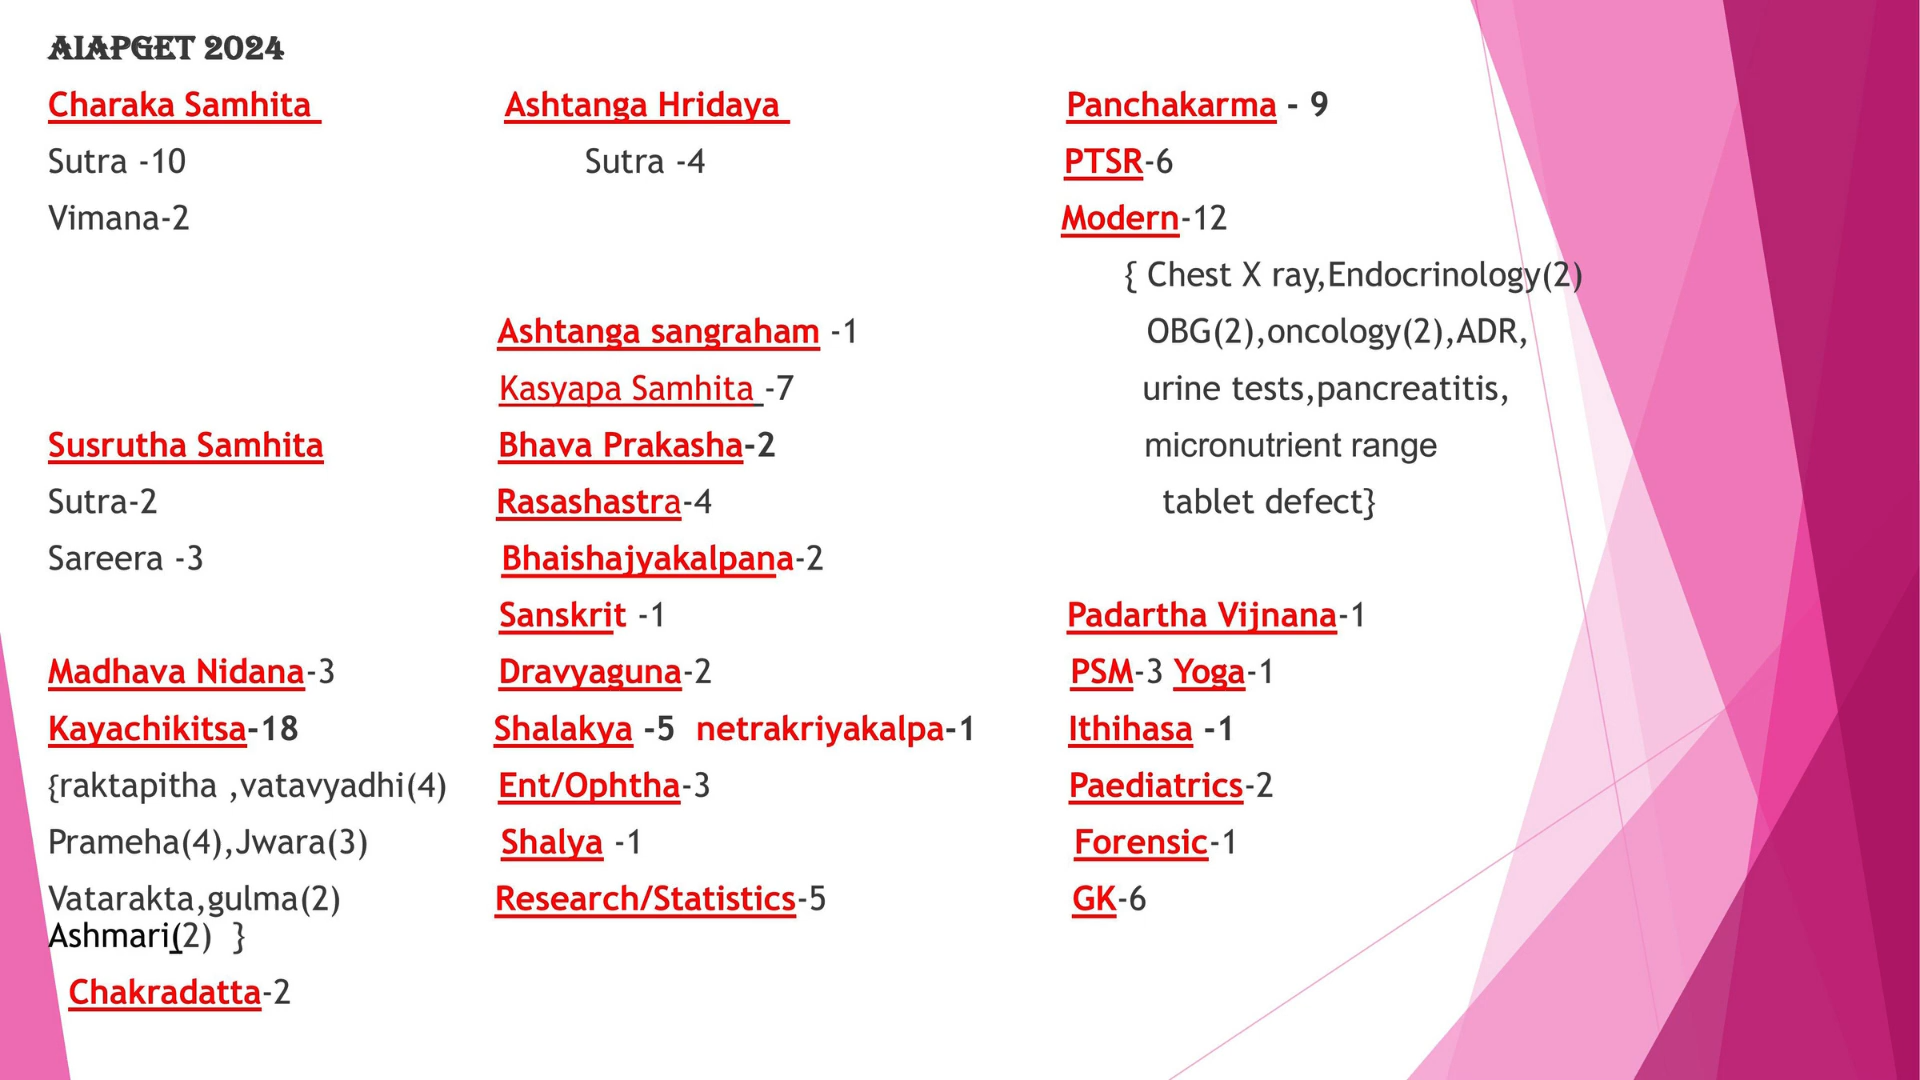 AIAPGET 2024
Charaka Samhita
Sutra -10
Vimana-2
Susrutha Samhita
Sutra-2
Sareera -3
Madhava Nidana-3
Kayachikitsa-18
{raktapitha ,vatavyadhi(4)
Prameha(4),Jwara(3)
Vatarakta,gulma(2)
Ashmari(2) }
Chakradatta-2
Ashtanga Hridaya
Sutra -4
Ashtanga sangraham -1
Kasyapa Samhita -7
Bhava Prakasha-2
Rasashastra-4
Bhaishajyakalpana-2
Sanskrit -1
Dravyaguna-2
Shalakya -5 netrakriyakalpa-1
Ent/Ophtha-3
Shalya -1
Research/Statistics-5
Panchakarma - 9
PTSR-6
Modern-12
{ Chest X ray,Endocrinology(2)
OBG(2),oncology(2),ADR,
urine tests,pancreatitis,
micronutrient range
tablet defect}
Padartha Vijnana-1
PSM-3 Yoga-1
Ithihasa -1
Paediatrics-2
Forensic-1
GK-6